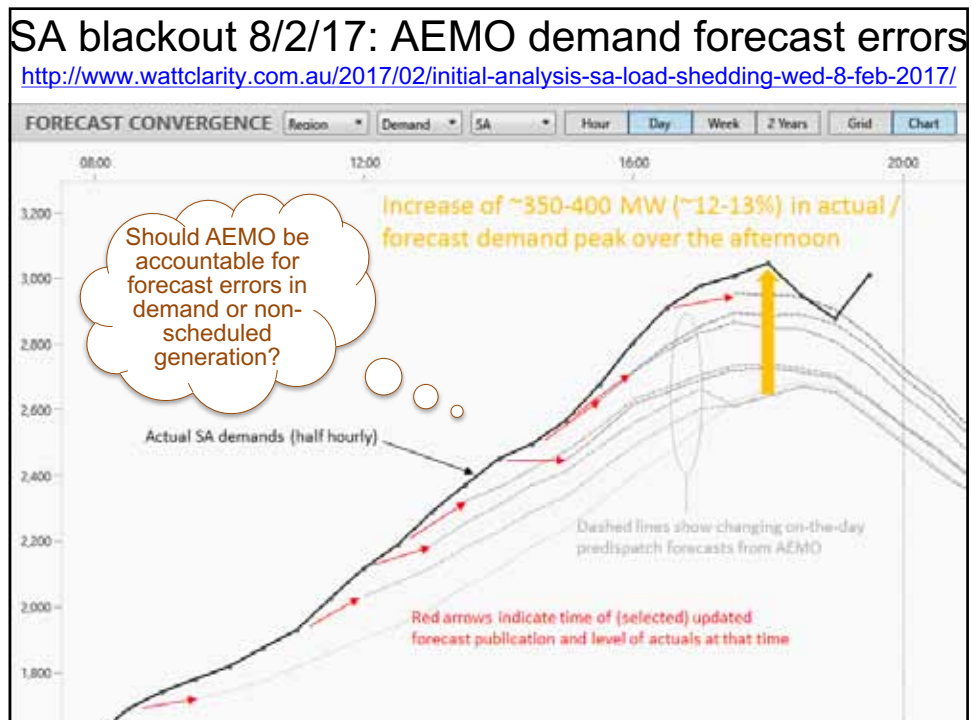 SA blackout 8/2/17: AEMO demand forecast errors
http://www.wattclarity.com.au/2017/02/initial-analysis-sa-load-shedding-wed-8-feb-2017/
FORECAST CONVERGENCE Region Demand SA Hour Day Week 2 Years Grid Chart
08:00 12:00 16:00 20:00
3,200
Increase of ~350-400 MW (~12-13%) in actual /
forecast demand peak over the afternoon
Should AEMO be
accountable for
forecast errors in
demand or non-
scheduled
generation?
3,000
2,800
2,600
Actual SA demands (half hourly)
2,400
Dashed lines show changing on-the-day
predispatch forecasts from AEMO
2,200
2,000
Red arrows indicate time of (selected) updated
forecast publication and level of actuals at that time
1,800